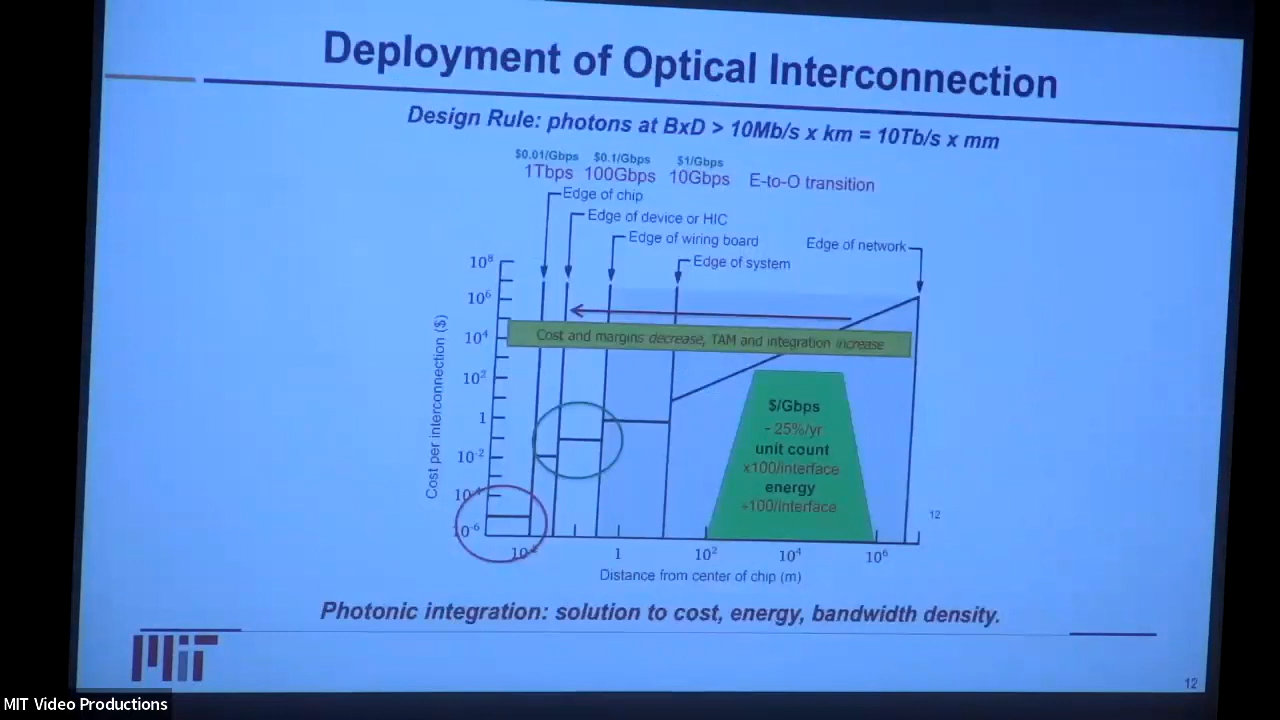 Deployment of Optical Interconnection
Design Rule: photons at BxD > 10Mb/s x km = 10Tb/s x mm
$0.01/Gbps $0.1/Gbps $1/Gbps
1Tbps 100Gbps 10Gbps E-to-O transition
Edge of chip
Edge of device or HIC
Edge of wiring board
Edge of network
Edge of system
10⁸
10⁶
10⁴
10²
1
10⁻²
10⁻⁴
10⁻⁶
Cost per interconnection ($)
Cost and margins decrease, TAM and integration increase
$/Gbps
- 25%/yr
unit count
x100/interface
energy
÷100/interface
12
1
10²
10⁴
10⁶
Distance from center of chip (m)
Photonic integration: solution to cost, energy, bandwidth density.
MIT
12
MIT Video Productions